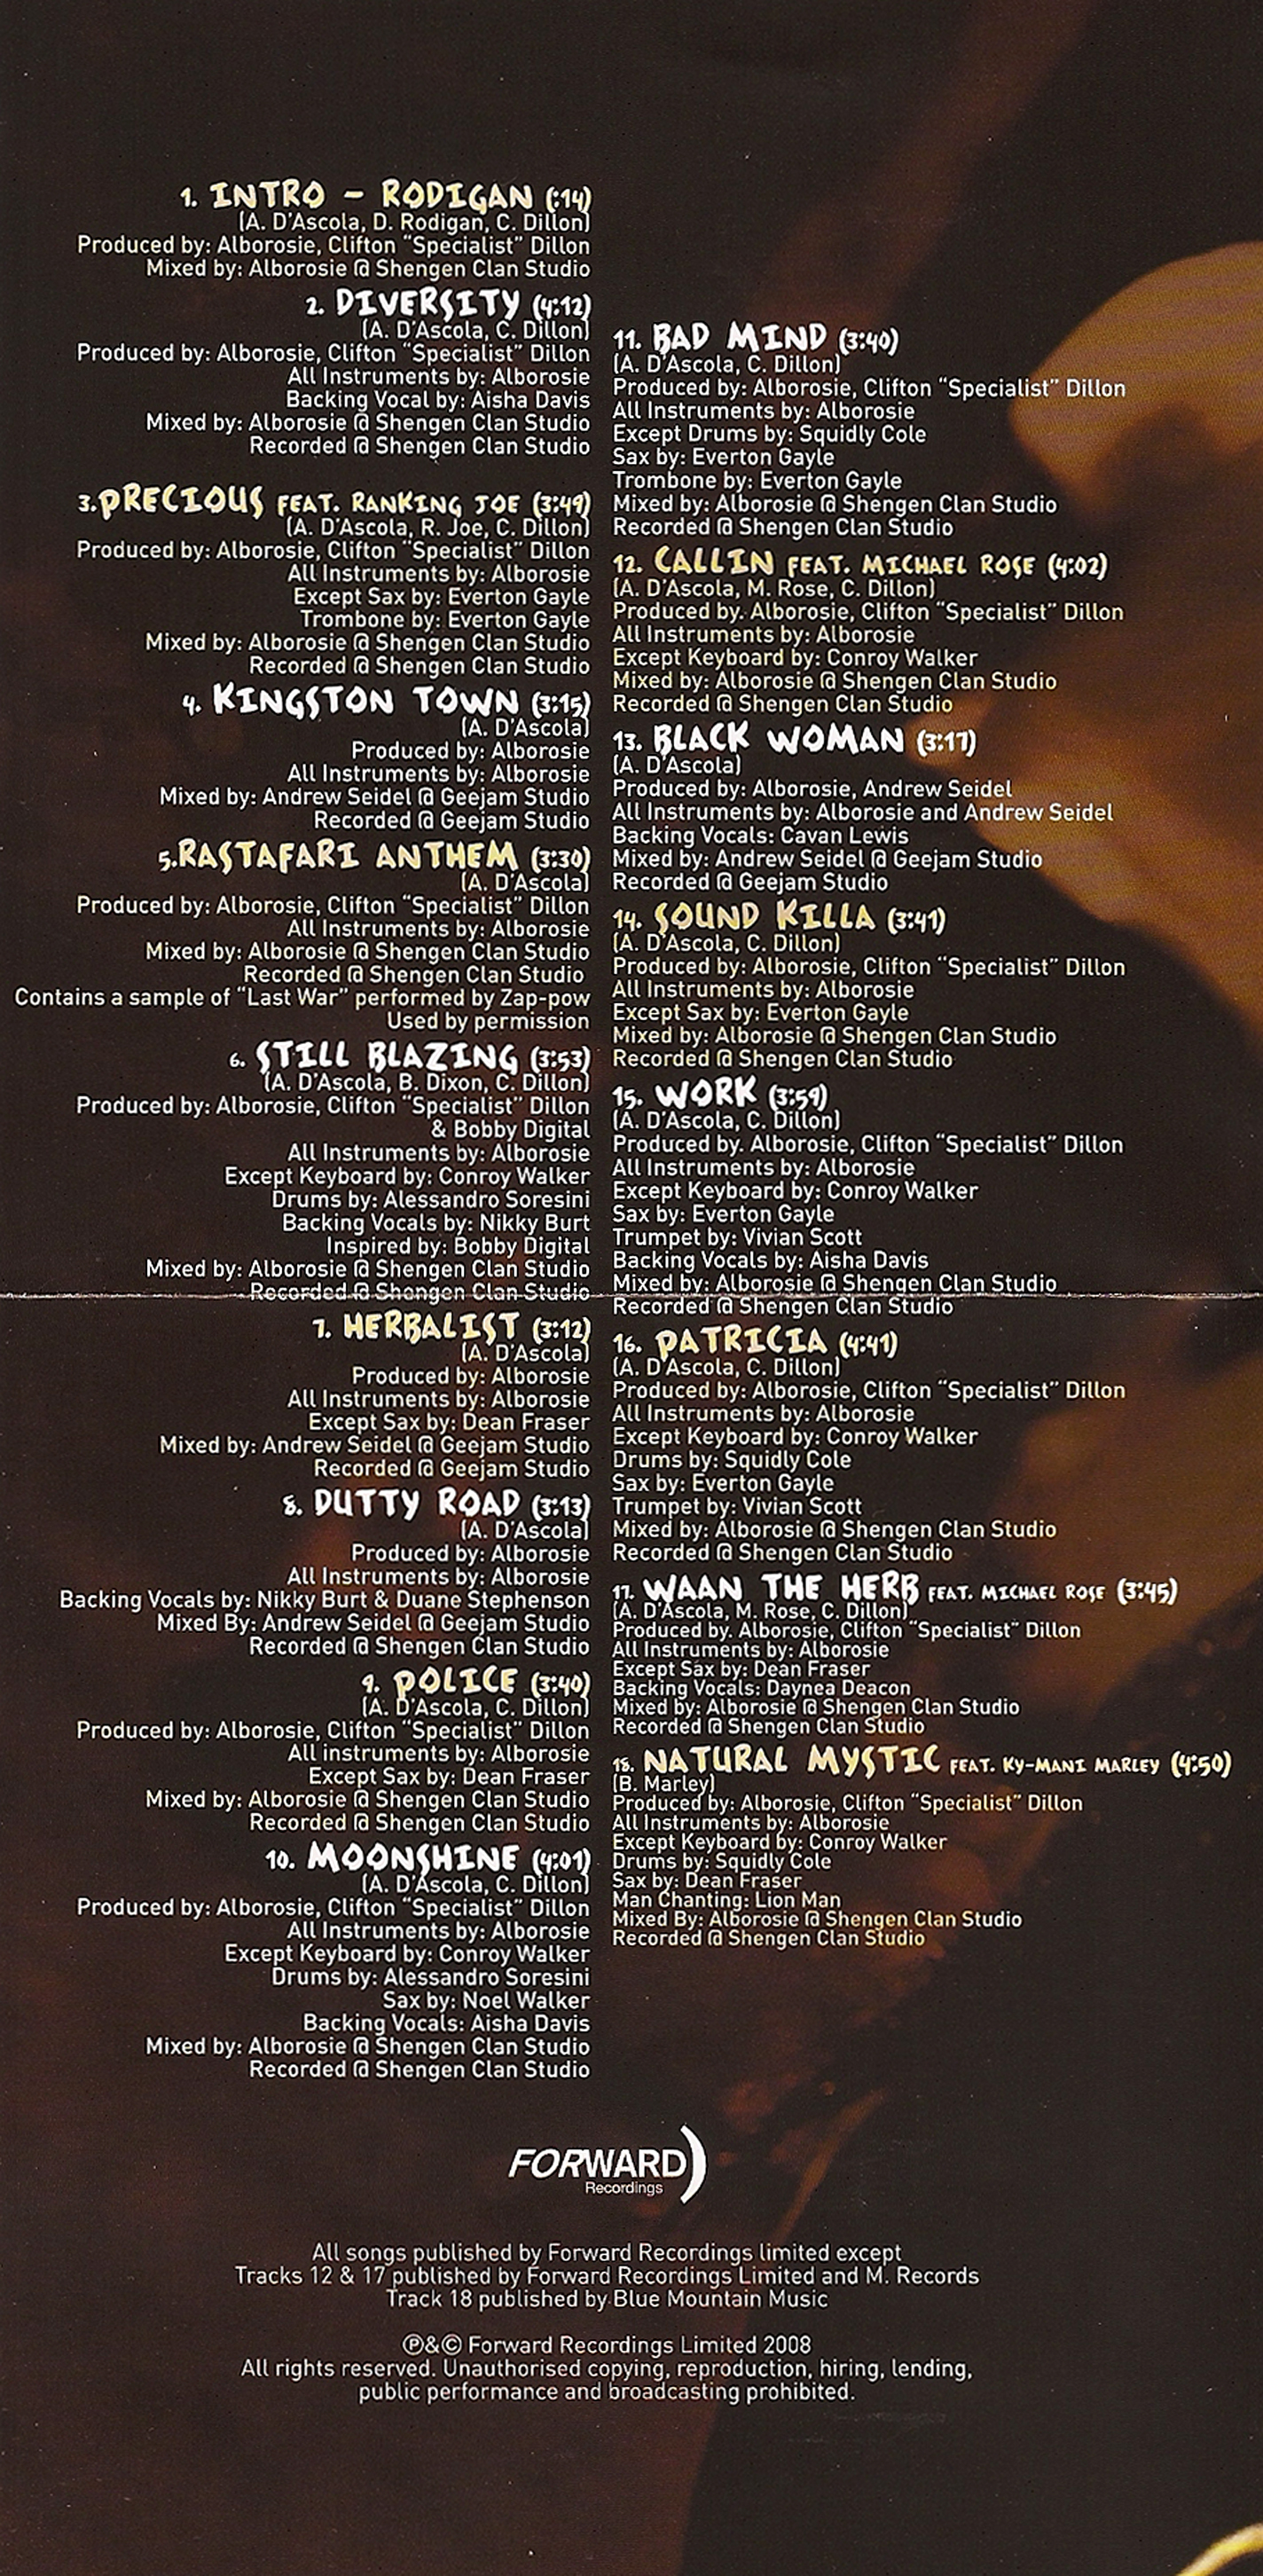 1. INTRO - RODIGAN (:14)
(A. D'Ascola, D. Rodigan, C. Dillon)
Produced by: Alborosie, Clifton "Specialist" Dillon
Mixed by: Alborosie @ Shengen Clan Studio
2. DIVERSITY (4:12)
(A. D'Ascola, C. Dillon)
Produced by: Alborosie, Clifton "Specialist" Dillon
All Instruments by: Alborosie
Backing Vocal by: Aisha Davis
Mixed by: Alborosie @ Shengen Clan Studio
Recorded @ Shengen Clan Studio
3.PRECIOUS FEAT. RANKING JOE (3:49)
(A. D'Ascola, R. Joe, C. Dillon)
Produced by: Alborosie, Clifton "Specialist" Dillon
All Instruments by: Alborosie
Except Sax by: Everton Gayle
Trombone by: Everton Gayle
Mixed by: Alborosie @ Shengen Clan Studio
Recorded @ Shengen Clan Studio
4. KINGSTON TOWN (3:15)
(A. D'Ascola)
Produced by: Alborosie
All Instruments by: Alborosie
Mixed by: Andrew Seidel @ Geejam Studio
Recorded @ Geejam Studio
5.RASTAFARI ANTHEM (3:30)
(A. D'Ascola)
Produced by: Alborosie, Clifton "Specialist" Dillon
All Instruments by: Alborosie
Mixed by: Alborosie @ Shengen Clan Studio
Recorded @ Shengen Clan Studio
Contains a sample of "Last War" performed by Zap-pow
Used by permission
6. STILL BLAZING (3:53)
(A. D'Ascola, B. Dixon, C. Dillon)
Produced by: Alborosie, Clifton "Specialist" Dillon
& Bobby Digital
All Instruments by: Alborosie
Except Keyboard by: Conroy Walker
Drums by: Alessandro Soresini
Backing Vocals by: Nikky Burt
Inspired by: Bobby Digital
Mixed by: Alborosie @ Shengen Clan Studio
Recorded @ Shengen Clan Studio
7. HERBALIST (3:12)
(A. D'Ascola)
Produced by: Alborosie
All Instruments by: Alborosie
Except Sax by: Dean Fraser
Mixed by: Andrew Seidel @ Geejam Studio
Recorded @ Geejam Studio
8. DUTTY ROAD (3:13)
(A. D'Ascola)
Produced by: Alborosie
All Instruments by: Alborosie
Backing Vocals by: Nikky Burt & Duane Stephenson
Mixed By: Andrew Seidel @ Geejam Studio
Recorded @ Shengen Clan Studio
9. POLICE (3:40)
(A. D'Ascola, C. Dillon)
Produced by: Alborosie, Clifton "Specialist" Dillon
All instruments by: Alborosie
Except Sax by: Dean Fraser
Mixed by: Alborosie @ Shengen Clan Studio
Recorded @ Shengen Clan Studio
10. MOONSHINE (4:01)
(A. D'Ascola, C. Dillon)
Produced by: Alborosie, Clifton "Specialist" Dillon
All Instruments by: Alborosie
Except Keyboard by: Conroy Walker
Drums by: Alessandro Soresini
Sax by: Noel Walker
Backing Vocals: Aisha Davis
Mixed by: Alborosie @ Shengen Clan Studio
Recorded @ Shengen Clan Studio
11. BAD MIND (3:40)
(A. D'Ascola, C. Dillon)
Produced by: Alborosie, Clifton "Specialist" Dillon
All Instruments by: Alborosie
Except Drums by: Squidly Cole
Sax by: Everton Gayle
Trombone by: Everton Gayle
Mixed by: Alborosie @ Shengen Clan Studio
Recorded @ Shengen Clan Studio
12. CALLIN FEAT. MICHAEL ROSE (4:02)
(A. D'Ascola, M. Rose, C. Dillon)
Produced by. Alborosie, Clifton "Specialist" Dillon
All Instruments by: Alborosie
Except Keyboard by: Conroy Walker
Mixed by: Alborosie @ Shengen Clan Studio
Recorded @ Shengen Clan Studio
13. BLACK WOMAN (3:17)
(A. D'Ascola)
Produced by: Alborosie, Andrew Seidel
All Instruments by: Alborosie and Andrew Seidel
Backing Vocals: Cavan Lewis
Mixed by: Andrew Seidel @ Geejam Studio
Recorded @ Geejam Studio
14. SOUND KILLA (3:41)
(A. D'Ascola, C. Dillon)
Produced by: Alborosie, Clifton "Specialist" Dillon
All Instruments by: Alborosie
Except Sax by: Everton Gayle
Mixed by: Alborosie @ Shengen Clan Studio
Recorded @ Shengen Clan Studio
15. WORK (3:59)
(A. D'Ascola, C. Dillon)
Produced by. Alborosie, Clifton "Specialist" Dillon
All Instruments by: Alborosie
Except Keyboard by: Conroy Walker
Sax by: Everton Gayle
Trumpet by: Vivian Scott
Backing Vocals by: Aisha Davis
Mixed by: Alborosie @ Shengen Clan Studio
Recorded @ Shengen Clan Studio
16. PATRICIA (4:41)
(A. D'Ascola, C. Dillon)
Produced by: Alborosie, Clifton "Specialist" Dillon
All Instruments by: Alborosie
Except Keyboard by: Conroy Walker
Drums by: Squidly Cole
Sax by: Everton Gayle
Trumpet by: Vivian Scott
Mixed by: Alborosie @ Shengen Clan Studio
Recorded @ Shengen Clan Studio
17. WAAN THE HERB FEAT. MICHAEL ROSE (3:45)
(A. D'Ascola, M. Rose, C. Dillon)
Produced by. Alborosie, Clifton "Specialist" Dillon
All Instruments by: Alborosie
Except Sax by: Dean Fraser
Backing Vocals: Daynea Deacon
Mixed by: Alborosie @ Shengen Clan Studio
Recorded @ Shengen Clan Studio
18. NATURAL MYSTIC FEAT. KY-MANI MARLEY (4:50)
(B. Marley)
Produced by: Alborosie, Clifton "Specialist" Dillon
All Instruments by: Alborosie
Except Keyboard by: Conroy Walker
Drums by: Squidly Cole
Sax by: Dean Fraser
Man Chanting: Lion Man
Mixed By: Alborosie @ Shengen Clan Studio
Recorded @ Shengen Clan Studio
FORWARD
Recordings
All songs published by Forward Recordings limited except
Tracks 12 & 17 published by Forward Recordings Limited and M. Records
Track 18 published by Blue Mountain Music
℗&© Forward Recordings Limited 2008
All rights reserved. Unauthorised copying, reproduction, hiring, lending,
public performance and broadcasting prohibited.